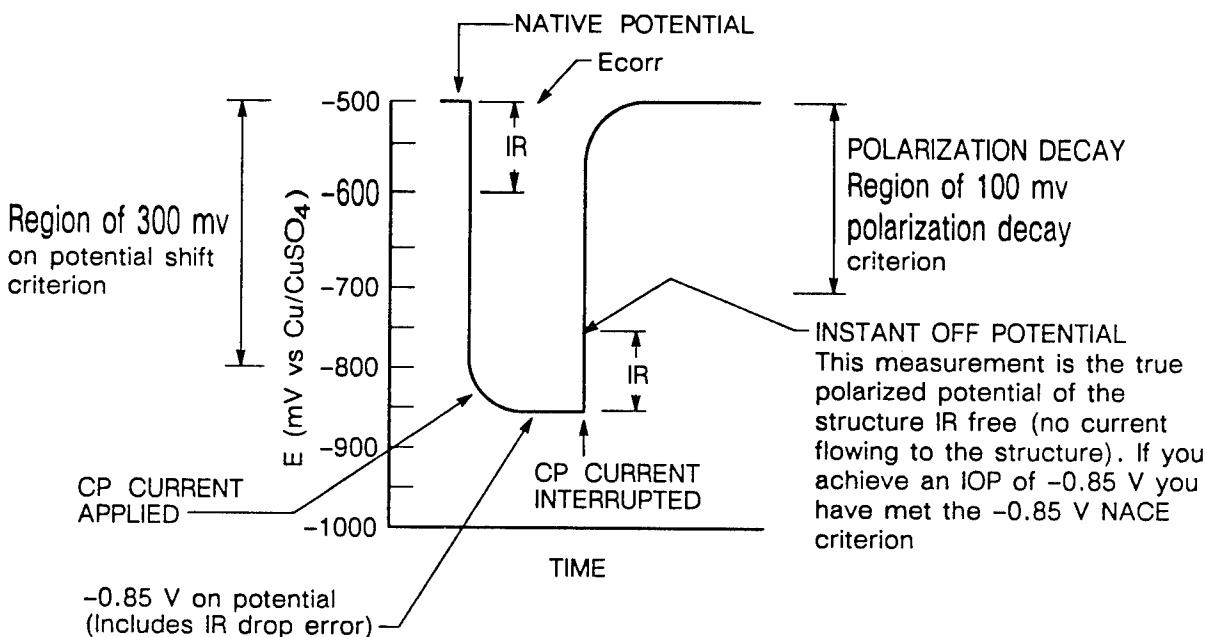 NATIVE POTENTIAL
Ecorr
-500
-600
-700
-800
-900
-1000
E (mV vs Cu/CuSO4)
IR
IR
Region of 300 mv
on potential shift
criterion
POLARIZATION DECAY
Region of 100 mv
polarization decay
criterion
INSTANT OFF POTENTIAL
This measurement is the true
polarized potential of the
structure IR free (no current
flowing to the structure). If you
achieve an IOP of -0.85 V you
have met the -0.85 V NACE
criterion
CP CURRENT
APPLIED
CP CURRENT
INTERRUPTED
TIME
-0.85 V on potential
(Includes IR drop error)